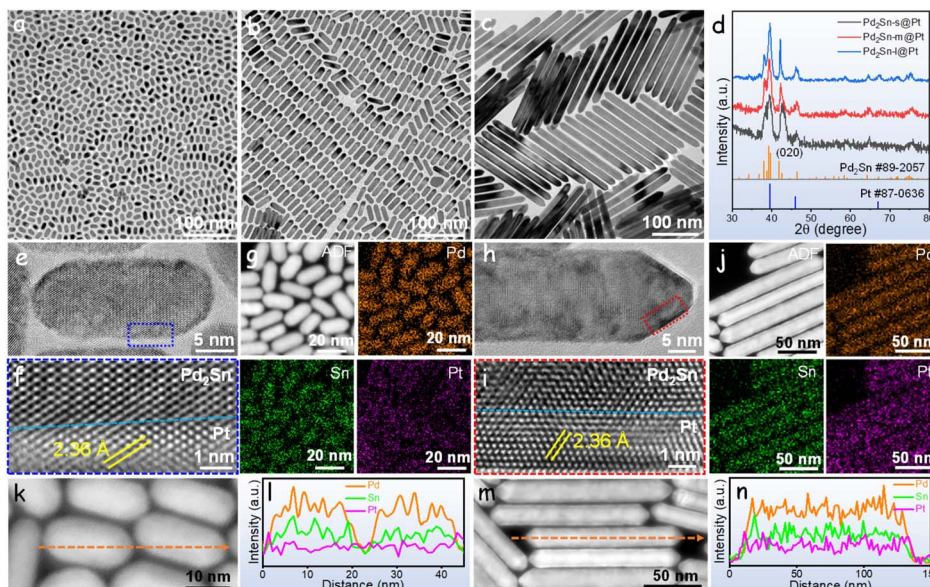 a
100 nm
b
100 nm
c
100 nm
d
Intensity (a.u.)
Pd₂Sn-s@Pt
Pd₂Sn-m@Pt
Pd₂Sn-l@Pt
(020)
Pd₂Sn #89-2057
Pt #87-0636
30 40 50 60 70 80
2θ (degree)
e
5 nm
g
ADF
20 nm
Pd
20 nm
h
5 nm
j
ADF
50 nm
Pd
50 nm
f
Pd₂Sn
Pt
2.36 Å
1 nm
Sn
20 nm
Pt
20 nm
i
Pd₂Sn
Pt
2.36 Å
1 nm
Sn
50 nm
Pt
50 nm
k
10 nm
l
Intensity (a.u.)
Pd
Sn
Pt
0 10 20 30 40
Distance (nm)
m
50 nm
n
Intensity (a.u.)
Pd
Sn
Pt
0 50 100
Distance (nm)